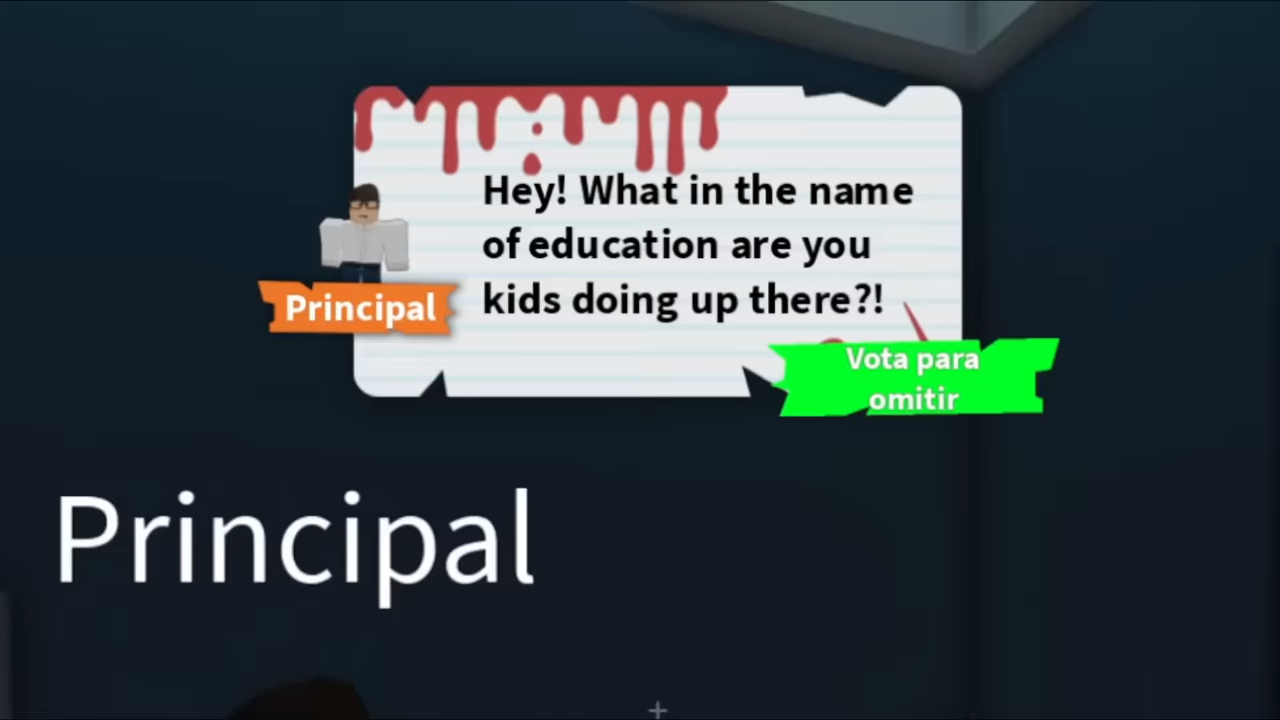 Hey! What in the name
of education are you
kids doing up there?!
Principal
Vota para
omitir
Principal